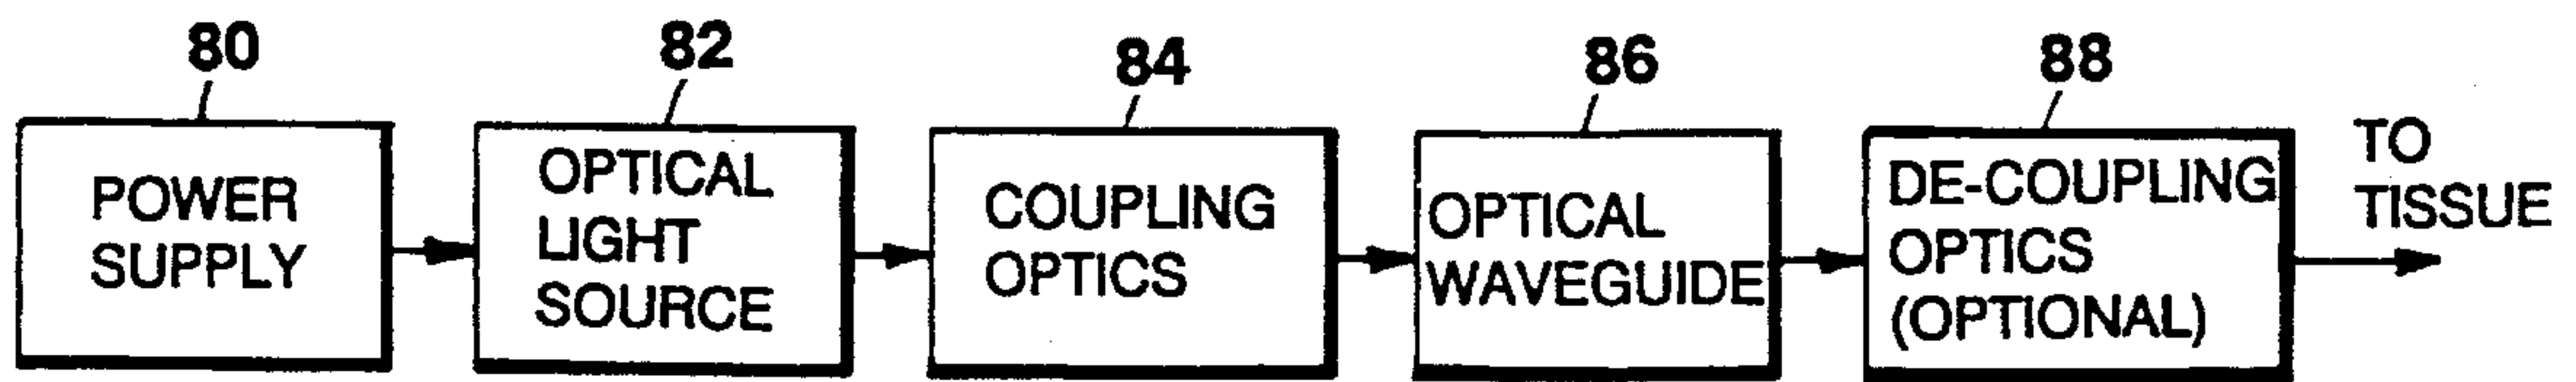 80
82
84
86
88
POWER
SUPPLY
OPTICAL
LIGHT
SOURCE
COUPLING
OPTICS
OPTICAL
WAVEGUIDE
DE-COUPLING
OPTICS
(OPTIONAL)
TO
TISSUE